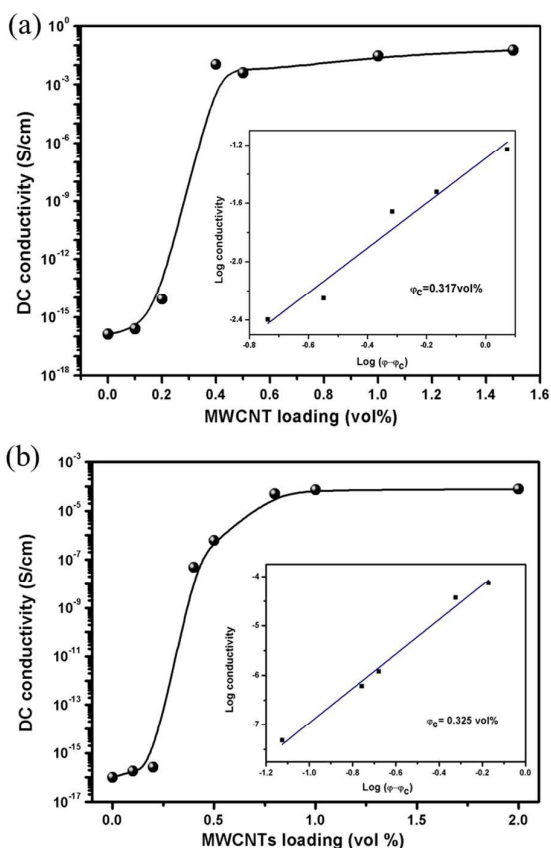 (a)
10^0
10^-3
10^-6
10^-9
10^-12
10^-15
10^-18
DC conductivity (S/cm)
0.0 0.2 0.4 0.6 0.8 1.0 1.2 1.4 1.6
MWCNT loading (vol%)
-1.2
-1.6
-2.0
-2.4
Log conductivity
φc=0.317vol%
-0.8 -0.6 -0.4 -0.2 0.0
Log (φ-φc)
(b)
10^-3
10^-5
10^-7
10^-9
10^-11
10^-13
10^-15
10^-17
DC conductivity (S/cm)
0.0 0.5 1.0 1.5 2.0
MWCNTs loading (vol %)
-4
-5
-6
-7
Log conductivity
φc= 0.325 vol%
-1.2 -1.0 -0.8 -0.6 -0.4 -0.2 0.0
Log (φ-φc)